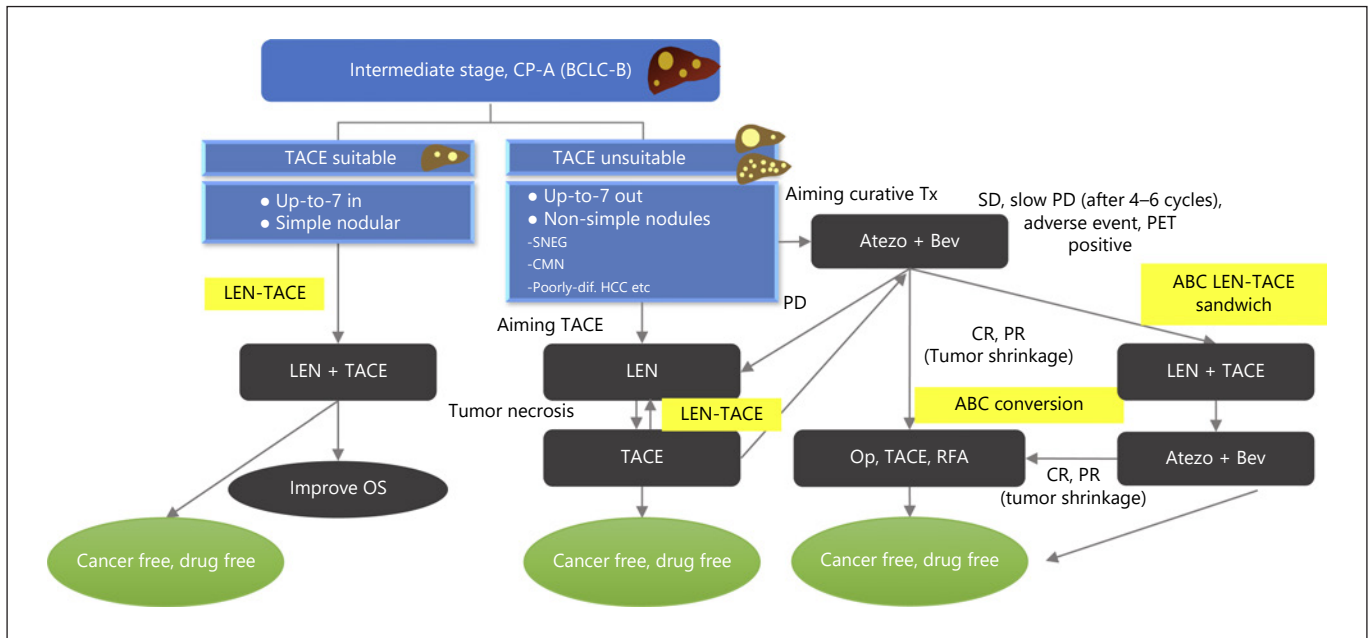 Intermediate stage, CP-A (BCLC-B)
TACE suitable
● Up-to-7 in
● Simple nodular
LEN-TACE
LEN + TACE
Improve OS
Cancer free, drug free
TACE unsuitable
● Up-to-7 out
● Non-simple nodules
-SNEG
-CMN
-Poorly-dif. HCC etc
Aiming TACE
LEN
Tumor necrosis
LEN-TACE
TACE
Cancer free, drug free
Aiming curative Tx
Atezo + Bev
PD
SD, slow PD (after 4–6 cycles),
adverse event, PET
positive
ABC LEN-TACE
sandwich
CR, PR
(Tumor shrinkage)
LEN + TACE
ABC conversion
Op, TACE, RFA
Atezo + Bev
CR, PR
(tumor shrinkage)
Cancer free, drug free